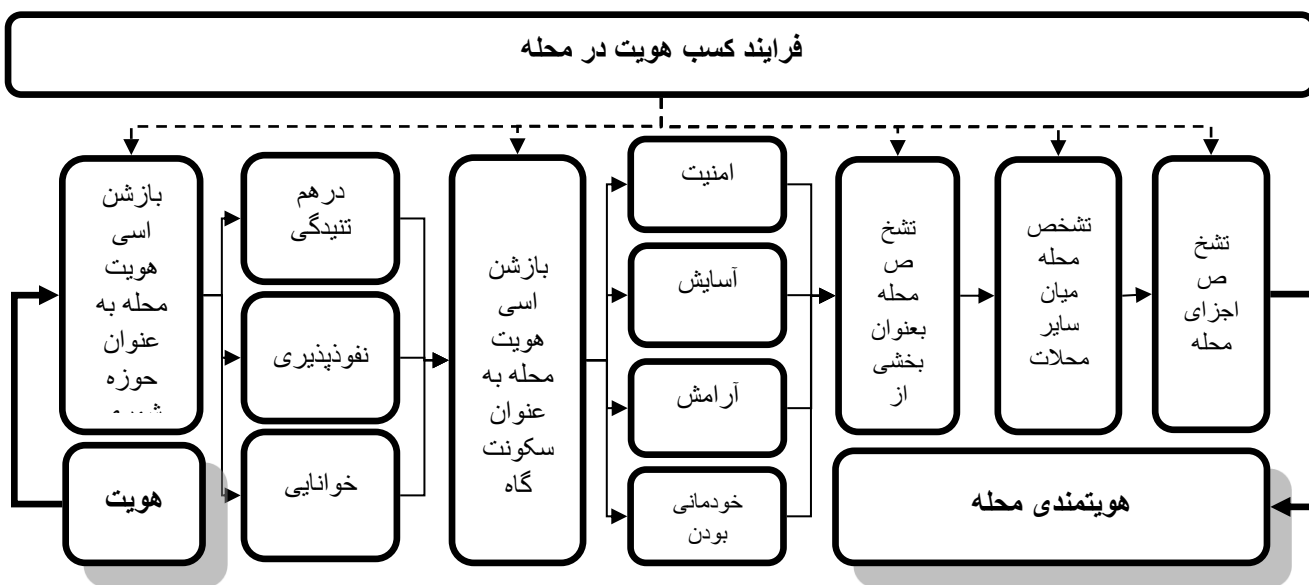 فرایند کسب هویت در محله
بازشن
اسی
هویت
محله به
عنوان
حوزه
هویت
درهم
تنیدگی
نفوذپذیری
خوانایی
بازشن
اسی
هویت
محله به
عنوان
سکونت
گاه
امنیت
آسایش
آرامش
خودمانی
بودن
تشخ
ص
محله
بعنوان
بخشی
از
تشخص
محله
میان
سایر
محلات
تشخ
ص
اجزای
محله
هویتمندی محله